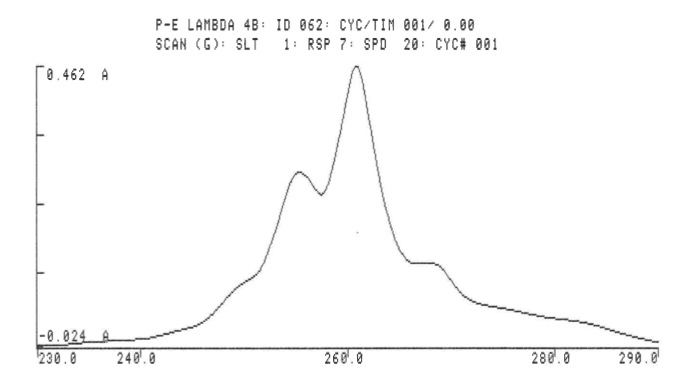 P-E LAMBDA 4B: ID 062: CYC/TIM 001/ 0.00
SCAN (G): SLT 1: RSP 7: SPD 20: CYC# 001
0.462 A
-0.024 A
230.0 240.0 260.0 280.0 290.0